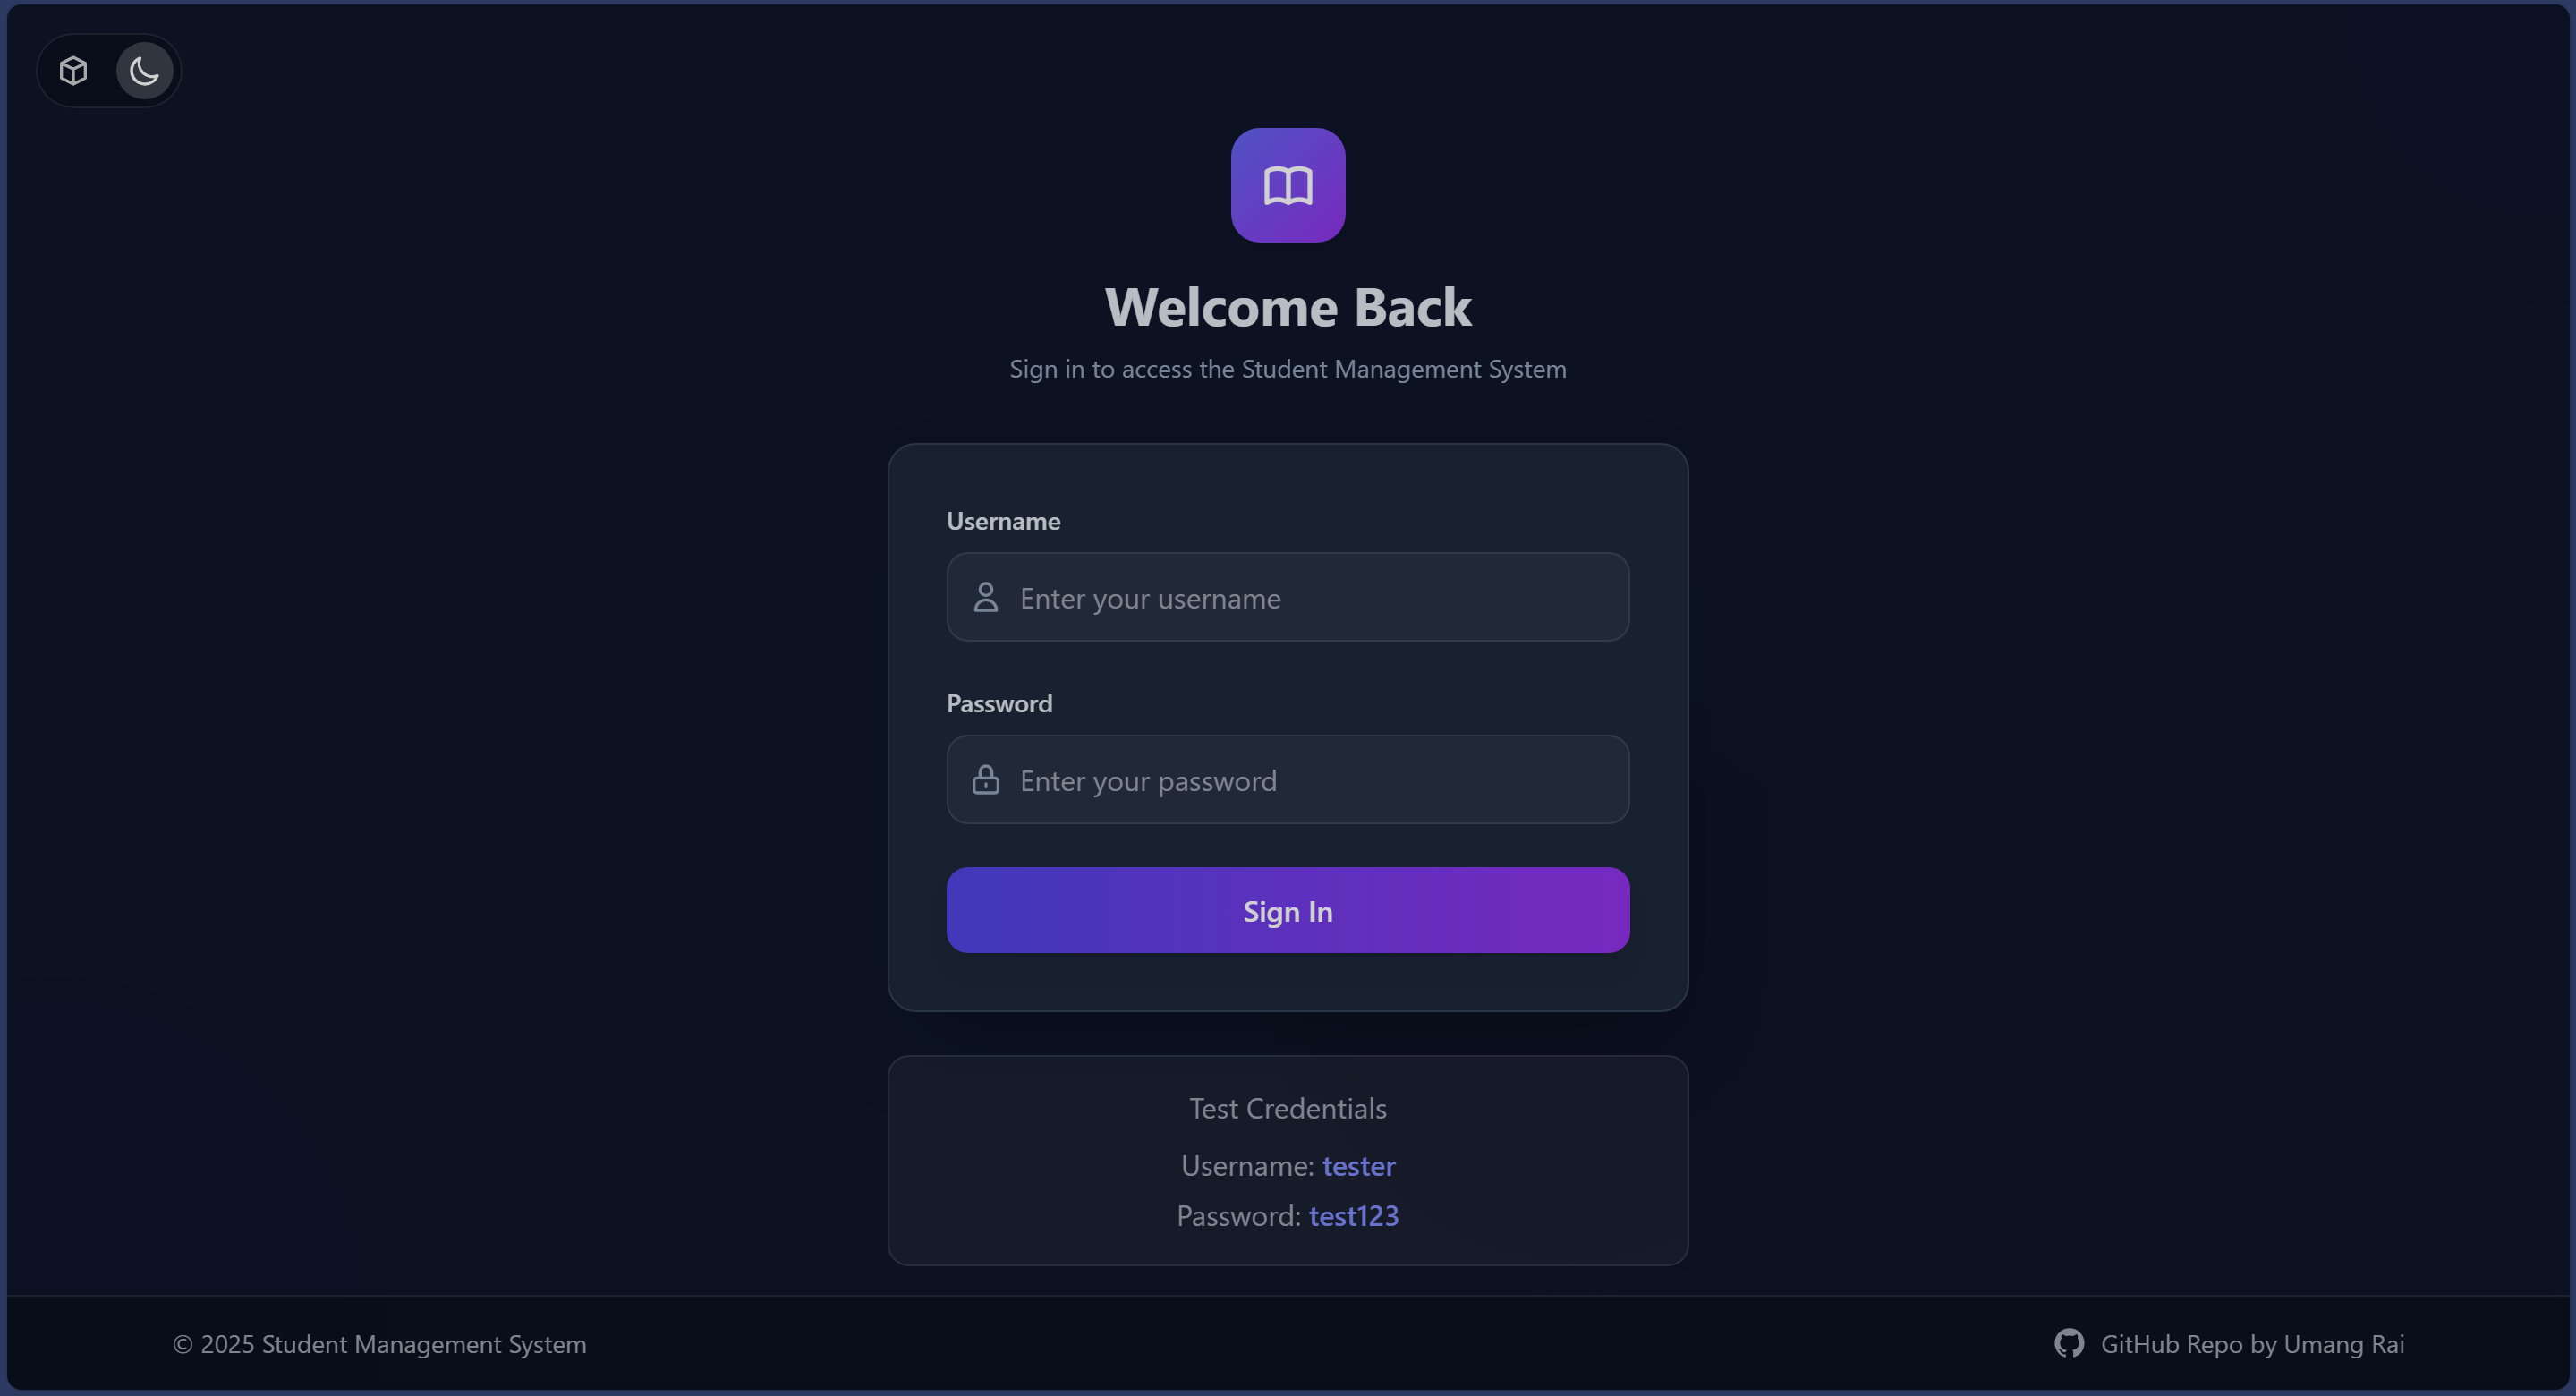 Welcome Back
Sign in to access the Student Management System
Username
Enter your username
Password
Enter your password
Sign In
Test Credentials
Username: tester
Password: test123
© 2025 Student Management System
GitHub Repo by Umang Rai